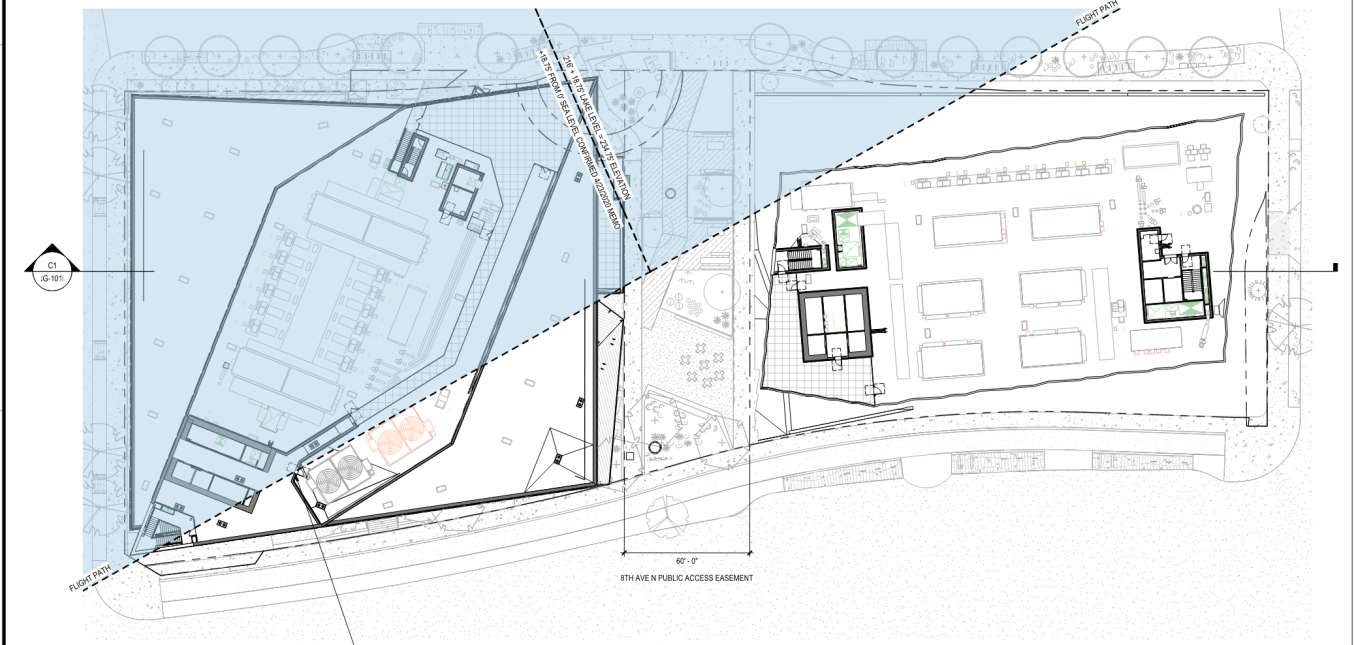 FLIGHT PATH
216' + 18.75' LAKE LEVEL = 234.75' ELEVATION
+18.75' FROM 0' SEA LEVEL CONFIRMED 4/23/2020 MEMO
C1
:G-101
FLIGHT PATH
60' - 0"
8TH AVE N PUBLIC ACCESS EASEMENT